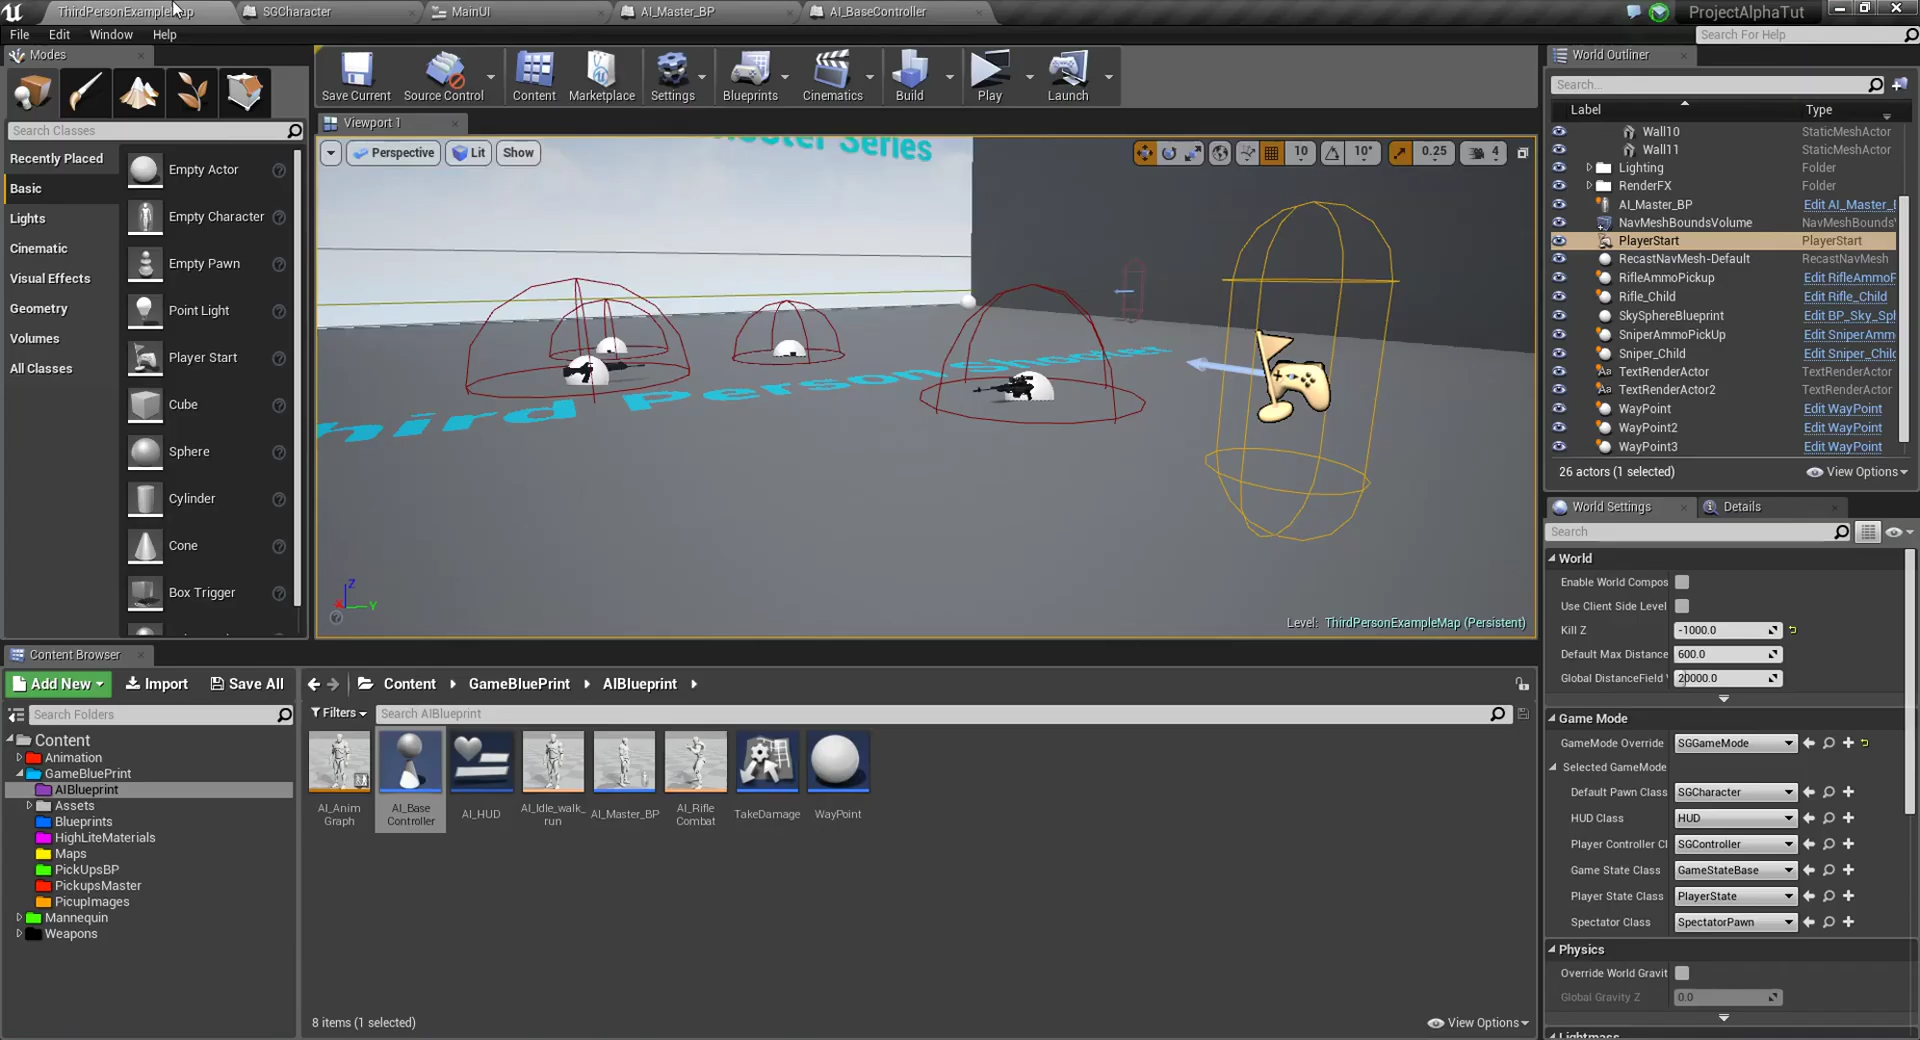 ThirdPersonExampleMap
SGCharacter
MainUI
AI_Master_BP
AI_BaseController
ProjectAlphaTut
File
Edit
Window
Help
Search For Help
Modes
Search Classes
Recently Placed
Basic
Lights
Cinematic
Visual Effects
Geometry
Volumes
All Classes
Empty Actor
Empty Character
Empty Pawn
Point Light
Player Start
Cube
Sphere
Cylinder
Cone
Box Trigger
Save Current
Source Control
Content
Marketplace
Settings
Blueprints
Cinematics
Build
Play
Launch
Viewport 1
Perspective
Lit
Show
10
10°
0.25
4
Series
hird Person Shooter
Z
X
Y
Level: ThirdPersonExampleMap (Persistent)
World Outliner
Search...
Label
Type
Wall10 StaticMeshActor
Wall11 StaticMeshActor
Lighting Folder
RenderFX Folder
AI_Master_BP Edit AI_Master_B
NavMeshBoundsVolume NavMeshBoundsV
PlayerStart PlayerStart
RecastNavMesh-Default RecastNavMesh
RifleAmmoPickup Edit RifleAmmoP
Rifle_Child Edit Rifle_Child
SkySphereBlueprint Edit BP_Sky_Sph
SniperAmmoPickUp Edit SniperAmm
Sniper_Child Edit Sniper_Child
TextRenderActor TextRenderActor
TextRenderActor2 TextRenderActor
WayPoint Edit WayPoint
WayPoint2 Edit WayPoint
WayPoint3 Edit WayPoint
26 actors (1 selected)
View Options
World Settings
Details
Search
World
Enable World Compos
Use Client Side Level
Kill Z -1000.0
Default Max Distance 600.0
Global DistanceField V 20000.0
Game Mode
GameMode Override SGGameMode
Selected GameMode
Default Pawn Class SGCharacter
HUD Class HUD
Player Controller Cl SGController
Game State Class GameStateBase
Player State Class PlayerState
Spectator Class SpectatorPawn
Physics
Override World Gravit
Global Gravity Z 0.0
Lightmass
Content Browser
Add New
Import
Save All
Content
GameBluePrint
AIBlueprint
Search Folders
Filters
Search AIBlueprint
Content
Animation
GameBluePrint
AIBlueprint
Assets
Blueprints
HighLiteMaterials
Maps
PickUpsBP
PickupsMaster
PicupImages
Mannequin
Weapons
AI_Anim
Graph
AI_Base
Controller
AI_HUD
AI_Idle_walk_
run
AI_Master_BP
AI_Rifle
Combat
TakeDamage
WayPoint
8 items (1 selected)
View Options